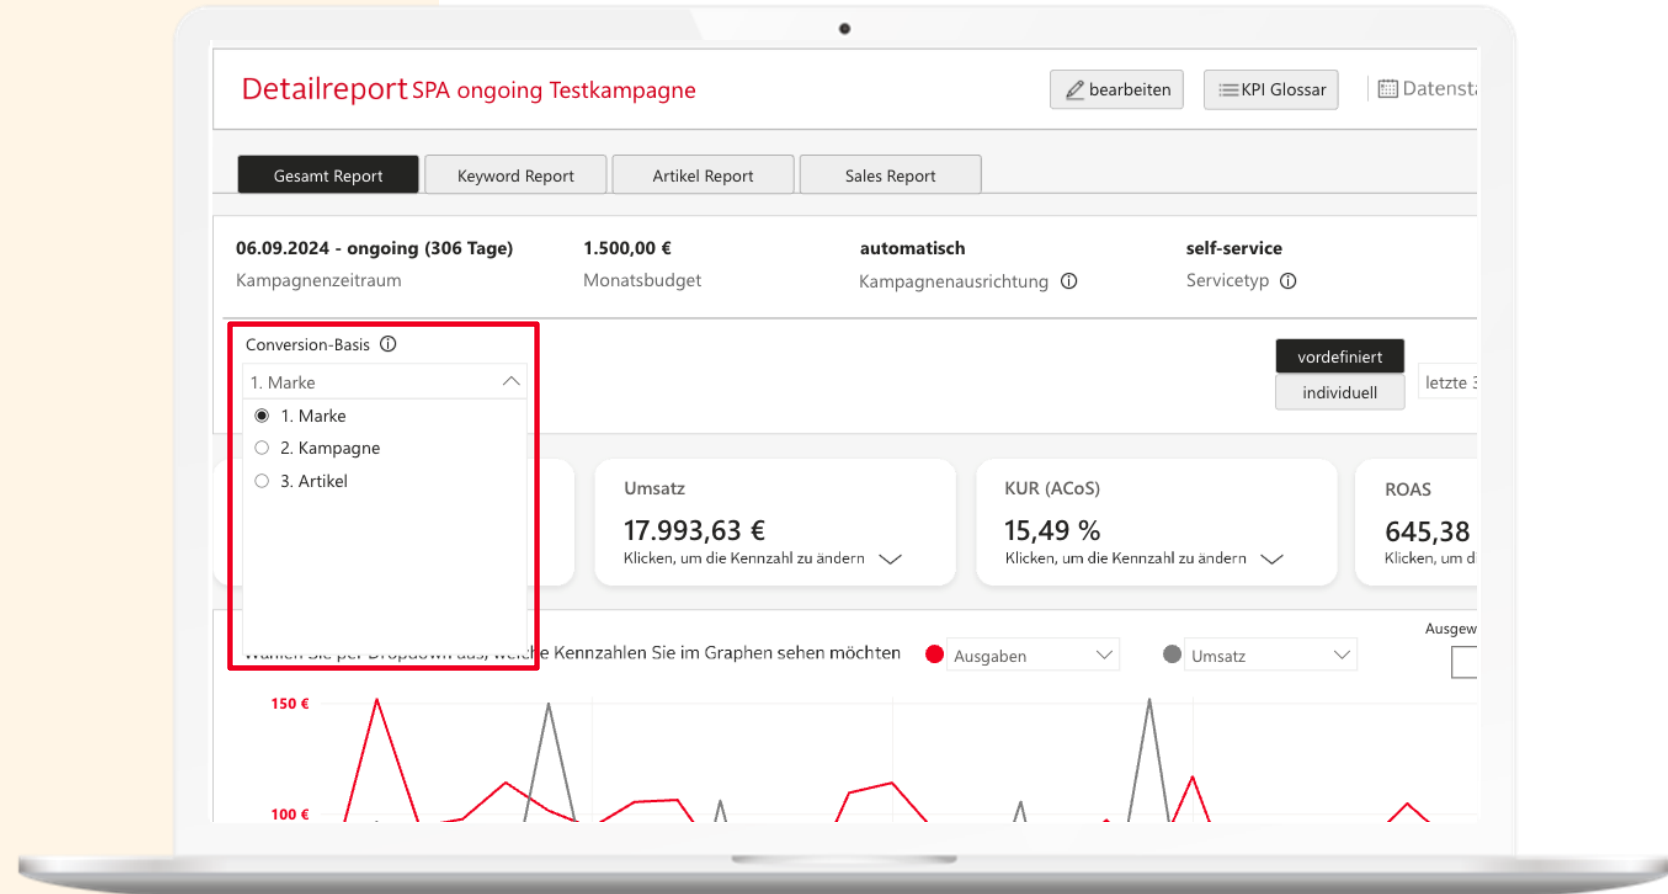 Detailreport SPA ongoing Testkampagne
bearbeiten
KPI Glossar
Gesamt Report
Keyword Report
Artikel Report
Sales Report
06.09.2024 - ongoing (306 Tage)
Kampagnenzeitraum
1.500,00 €
Monatsbudget
automatisch
Kampagnenausrichtung
self-service
Servicetyp
Conversion-Basis
1. Marke
1. Marke
2. Kampagne
3. Artikel
vordefiniert
individuell
letzte
Umsatz
17.993,63 €
Klicken, um die Kennzahl zu ändern
KUR (ACoS)
15,49 %
Klicken, um die Kennzahl zu ändern
ROAS
645,38
Klicken, um
Kennzahlen Sie im Graphen sehen möchten
Ausgaben
Umsatz
150 €
100 €